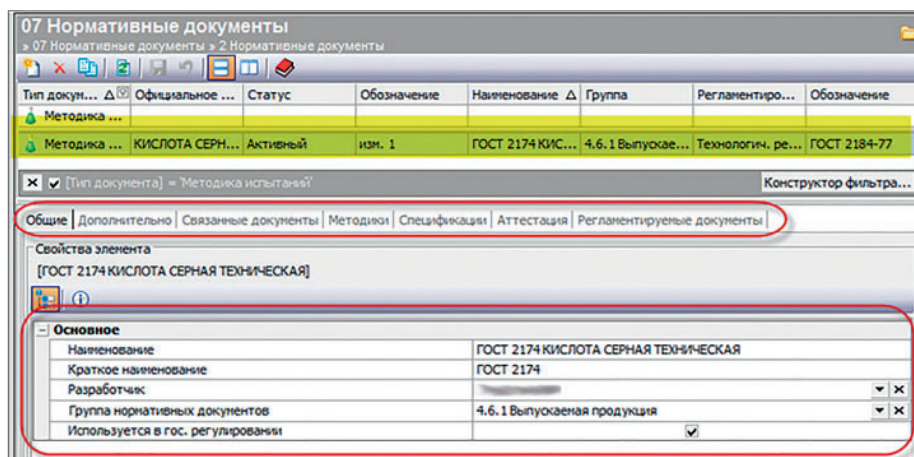 07 Нормативные документы
» 07 Нормативные документы » 2 Нормативные документы
Тип докун... Официальное ... Статус Обозначение Наименование Группа Регламентиро... Обозначение
Методика ...
Методика ... КИСЛОТА СЕРН... Активный изм. 1 ГОСТ 2174 КИС... 4.6.1 Выпускае... Технологич. ре... ГОСТ 2184-77
[Тип документа] = 'Методика испытаний' Конструктор фильтра...
Общие Дополнительно Связанные документы Методики Спецификации Аттестация Регламентируемые документы
Свойства элемента
[ГОСТ 2174 КИСЛОТА СЕРНАЯ ТЕХНИЧЕСКАЯ]
Основное
Наименование ГОСТ 2174 КИСЛОТА СЕРНАЯ ТЕХНИЧЕСКАЯ
Краткое наименование ГОСТ 2174
Разработчик
Группа нормативных документов 4.6.1 Выпускаемая продукция
Используется в гос. регулировании